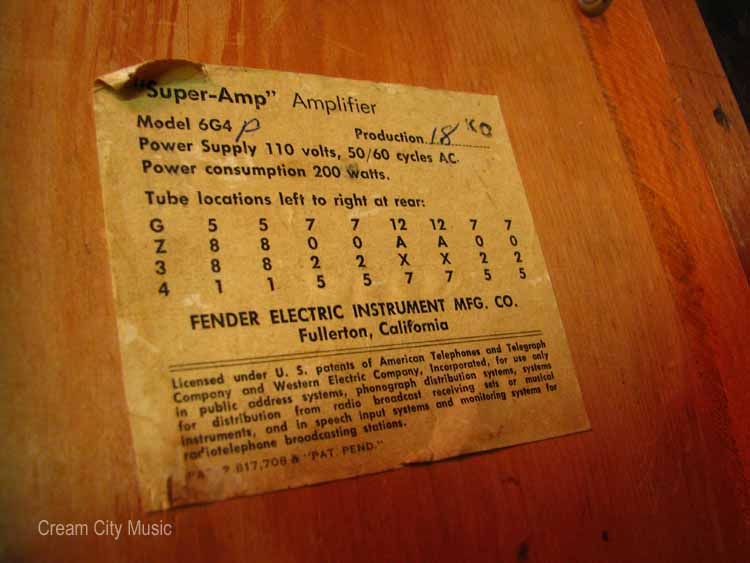 "Super-Amp" Amplifier
Model 6G4 P Production 18 KO
Power Supply 110 volts, 50/60 cycles AC.
Power consumption 200 watts.
Tube locations left to right at rear:
G 5 5 7 7 12 12 7 7
Z 8 8 0 0 A A 0 0
3 8 8 2 2 X X 2 2
4 1 1 5 5 7 7 5 5
FENDER ELECTRIC INSTRUMENT MFG. CO.
Fullerton, California
Licensed under U. S. patents of American Telephones and Telegraph
Company and Western Electric Company, Incorporated, for use only
in public address systems, phonograph distribution systems, systems
for distribution from radio broadcast receiving sets or musical
instruments, and in speech input systems and monitoring systems for
radiotelephone broadcasting stations.
PAT. 2,817,708 & "PAT. PEND."
Cream City Music